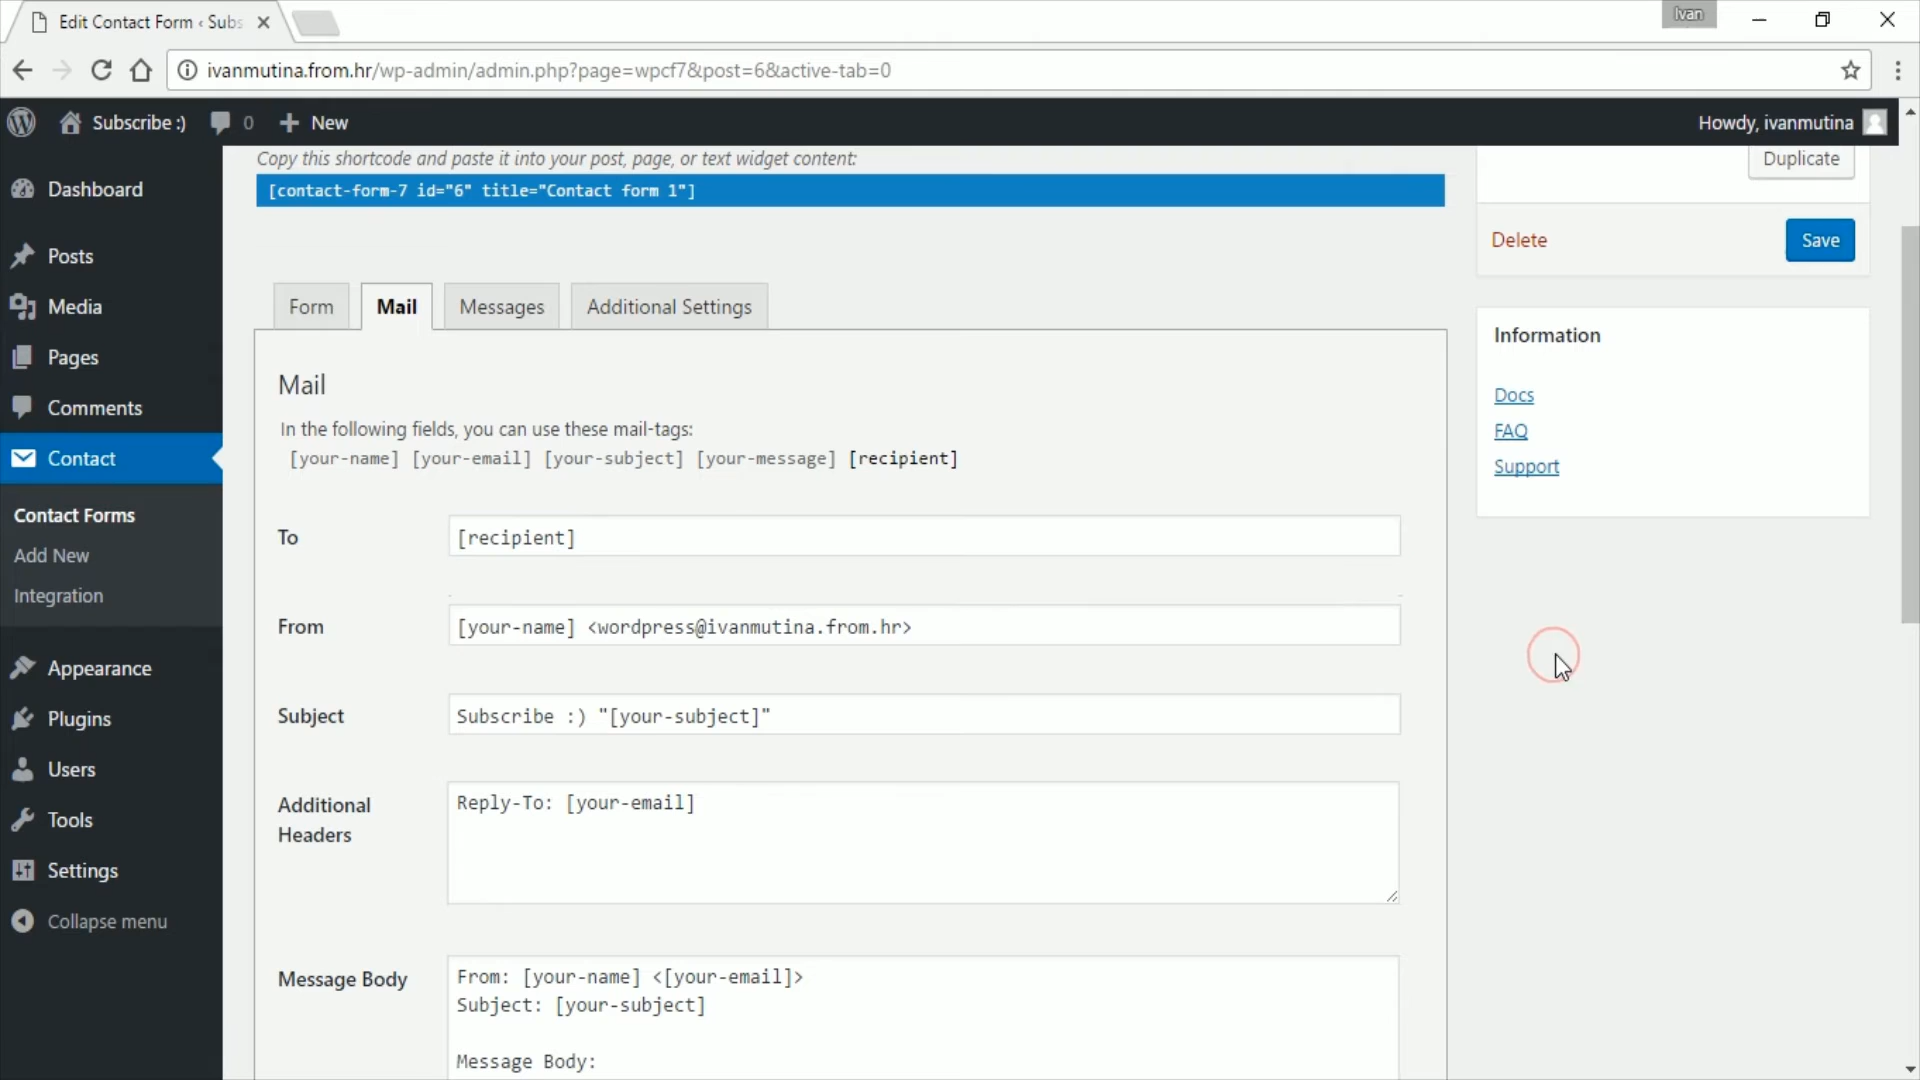 Edit Contact Form ‹ Subs
Ivan
ivanmutina.from.hr/wp-admin/admin.php?page=wpcf7&post=6&active-tab=0
Subscribe :)
0
New
Howdy, ivanmutina
Dashboard
Posts
Media
Pages
Comments
Contact
Contact Forms
Add New
Integration
Appearance
Plugins
Users
Tools
Settings
Collapse menu
Copy this shortcode and paste it into your post, page, or text widget content:
[contact-form-7 id="6" title="Contact form 1"]
Form
Mail
Messages
Additional Settings
Mail
In the following fields, you can use these mail-tags:
[your-name] [your-email] [your-subject] [your-message] [recipient]
To
[recipient]
From
[your-name] <wordpress@ivanmutina.from.hr>
Subject
Subscribe :) "[your-subject]"
Additional
Headers
Reply-To: [your-email]
Message Body
From: [your-name] <[your-email]>
Subject: [your-subject]
Message Body:
Duplicate
Delete
Save
Information
Docs
FAQ
Support